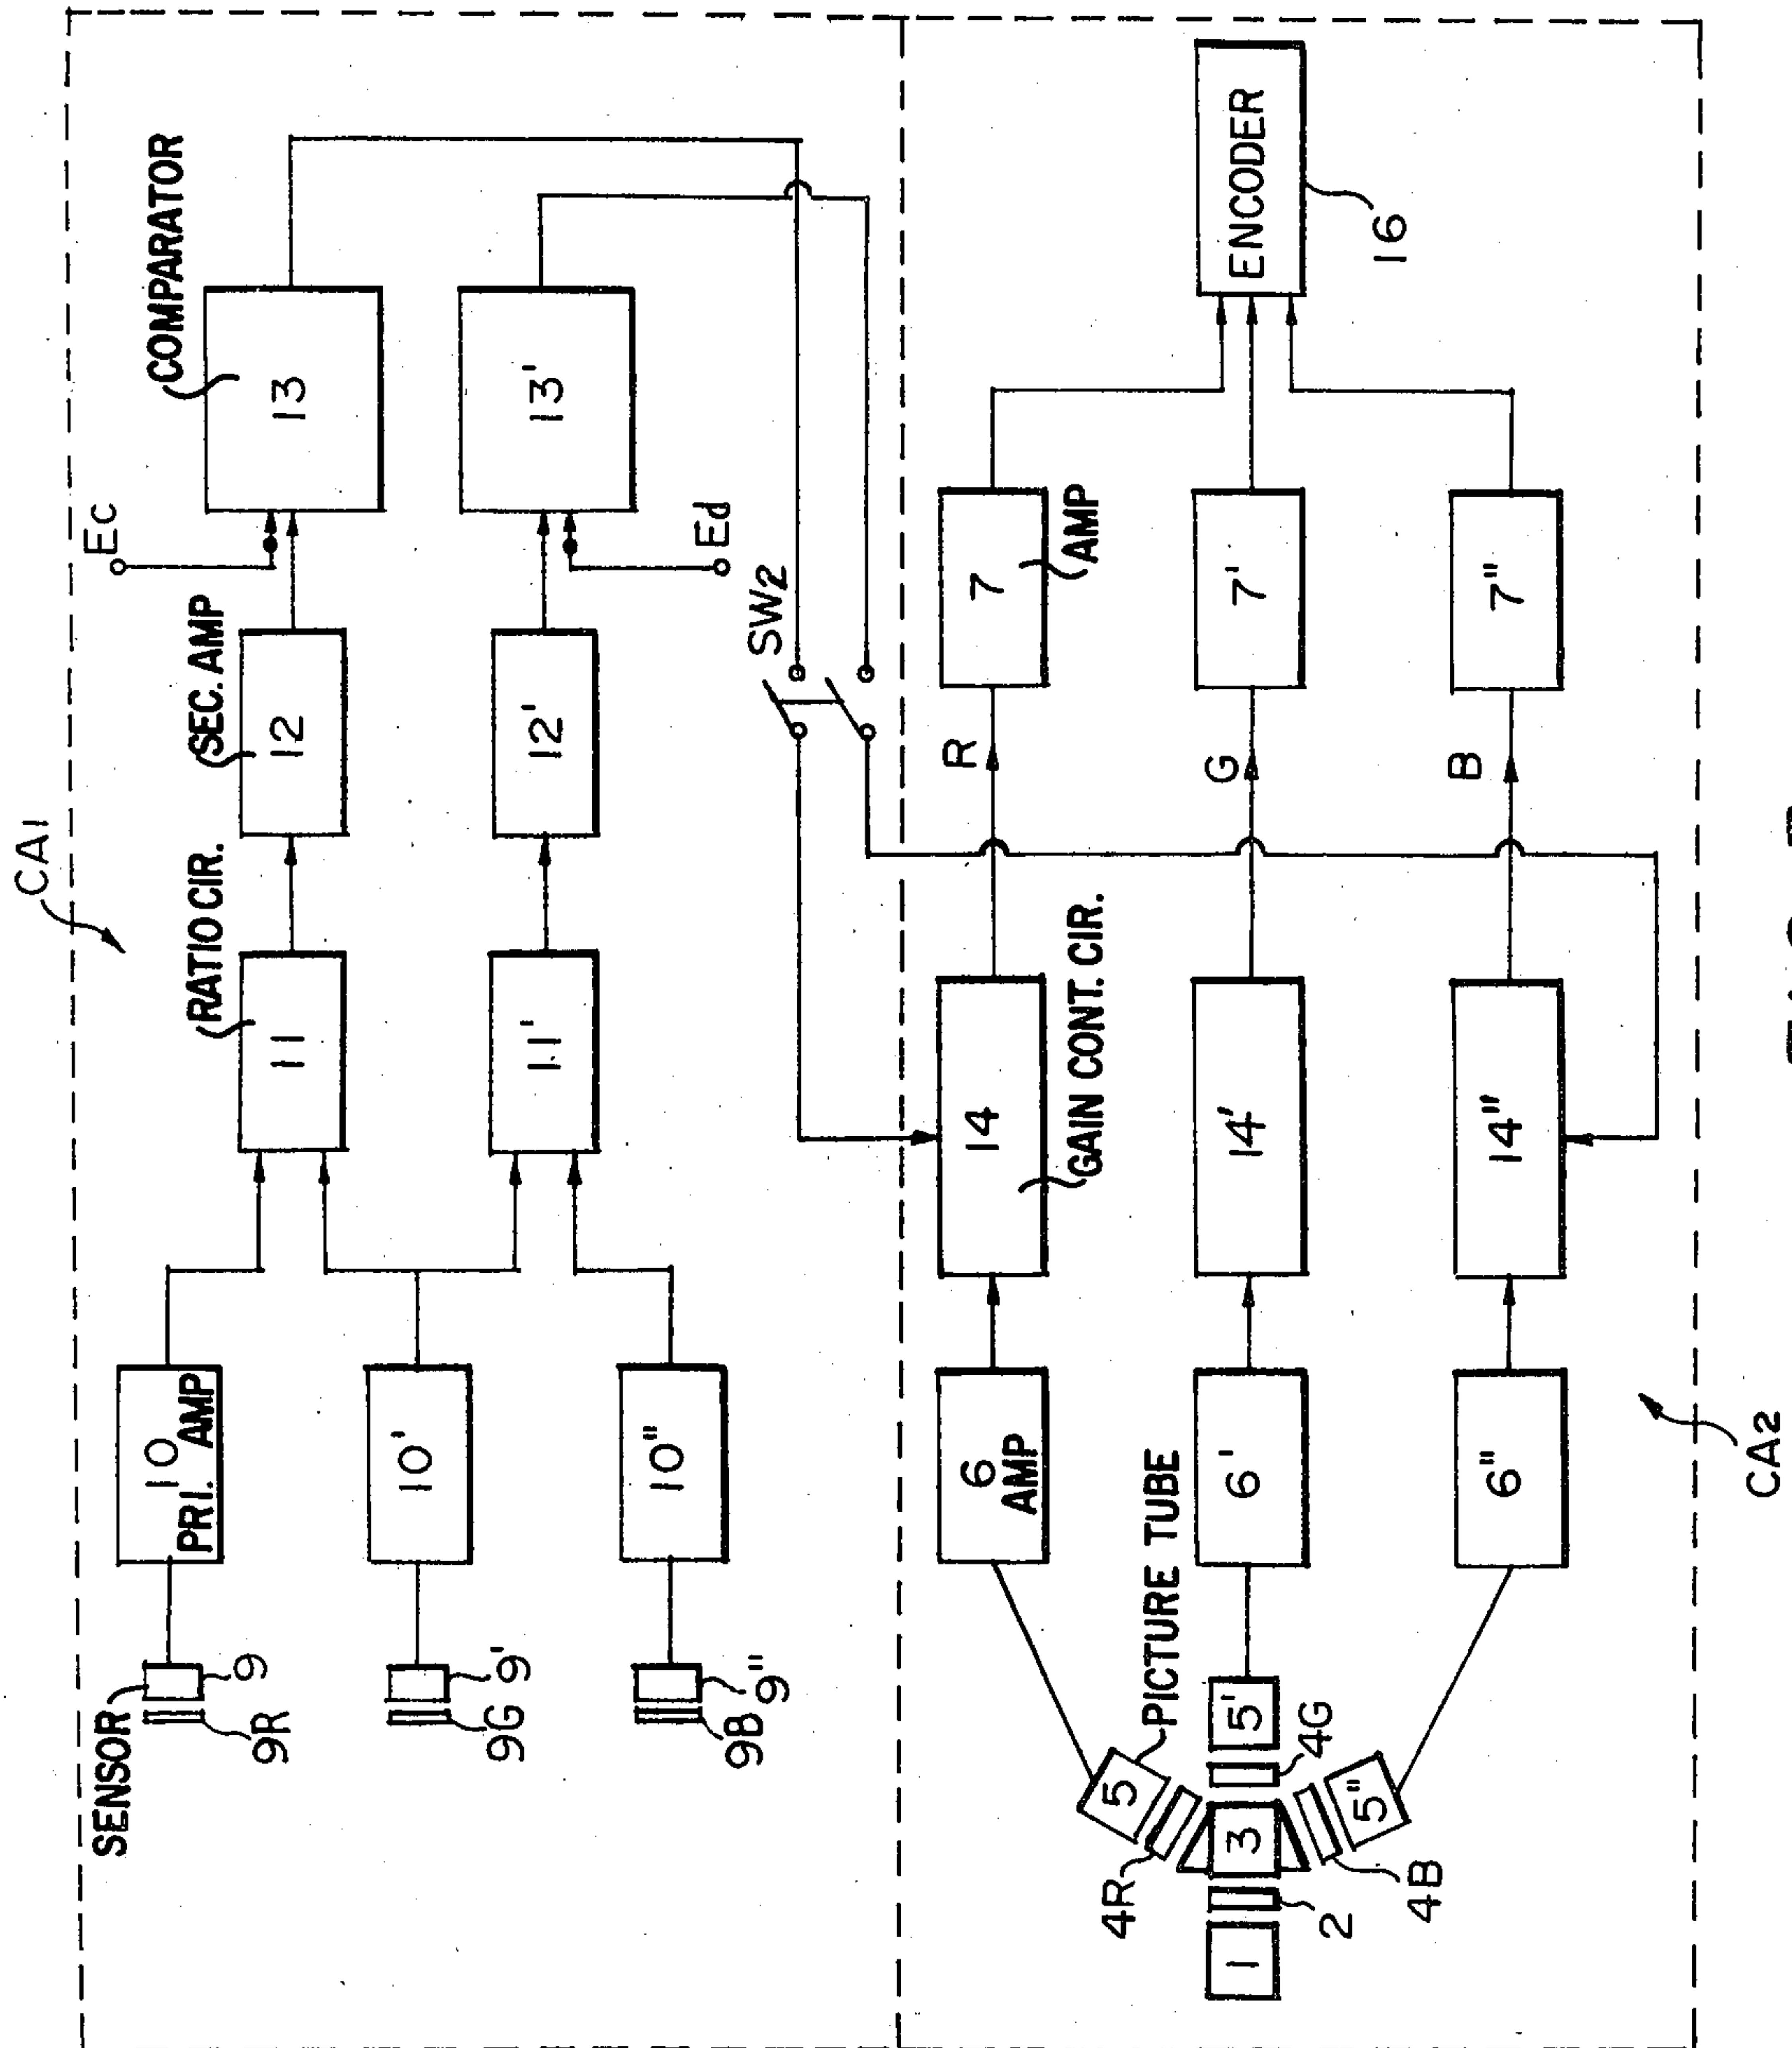 CA1
SENSOR
9
9R
10
PRI. AMP
RATIO CIR.
11
SEC. AMP
12
EC
COMPARATOR
13
9'
9G
10'
11'
12'
13'
Ed
9"
9B
10"
SW2
6
AMP
14
GAIN CONT. CIR.
R
7
AMP
PICTURE TUBE
5
4R
1
2
3
4G
5'
6'
14'
G
7'
ENCODER
16
4B
5"
6"
14"
B
7"
CA2